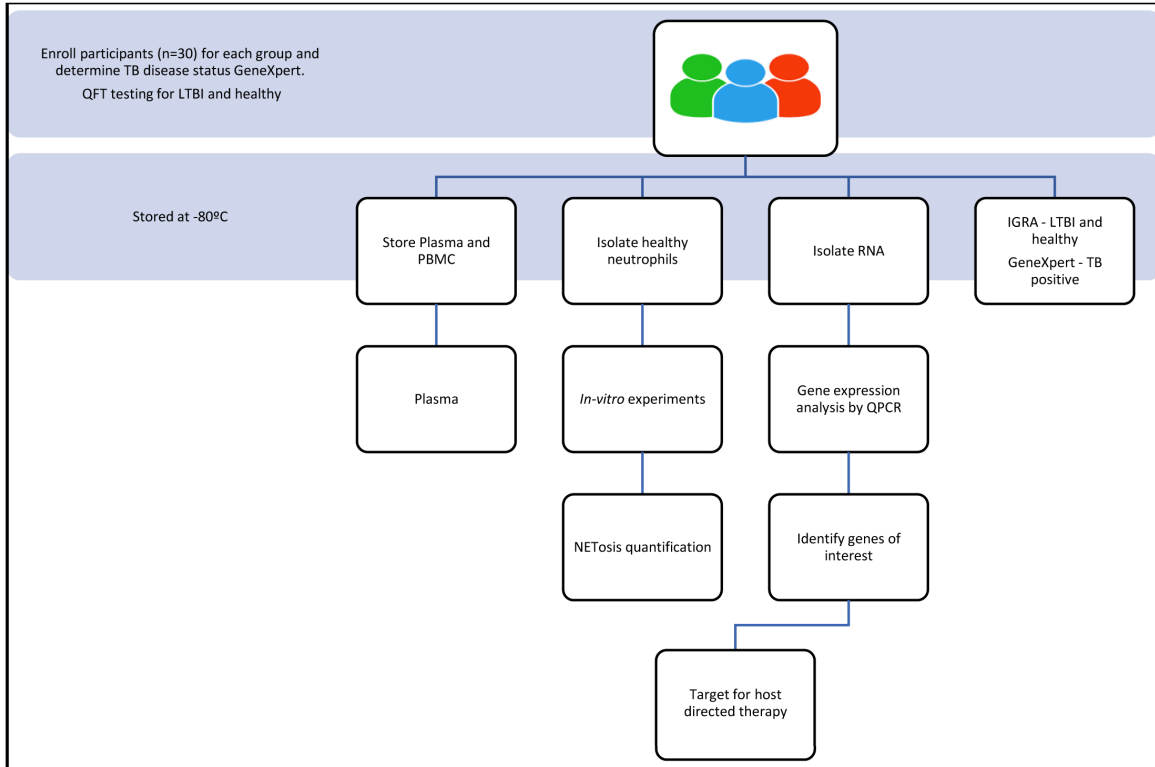 Enroll participants (n=30) for each group and
determine TB disease status GeneXpert.
QFT testing for LTBI and healthy
Stored at -80ºC
Store Plasma and
PBMC
Isolate healthy
neutrophils
Isolate RNA
IGRA - LTBI and
healthy
GeneXpert - TB
positive
Plasma
In-vitro experiments
Gene expression
analysis by QPCR
NETosis quantification
Identify genes of
interest
Target for host
directed therapy